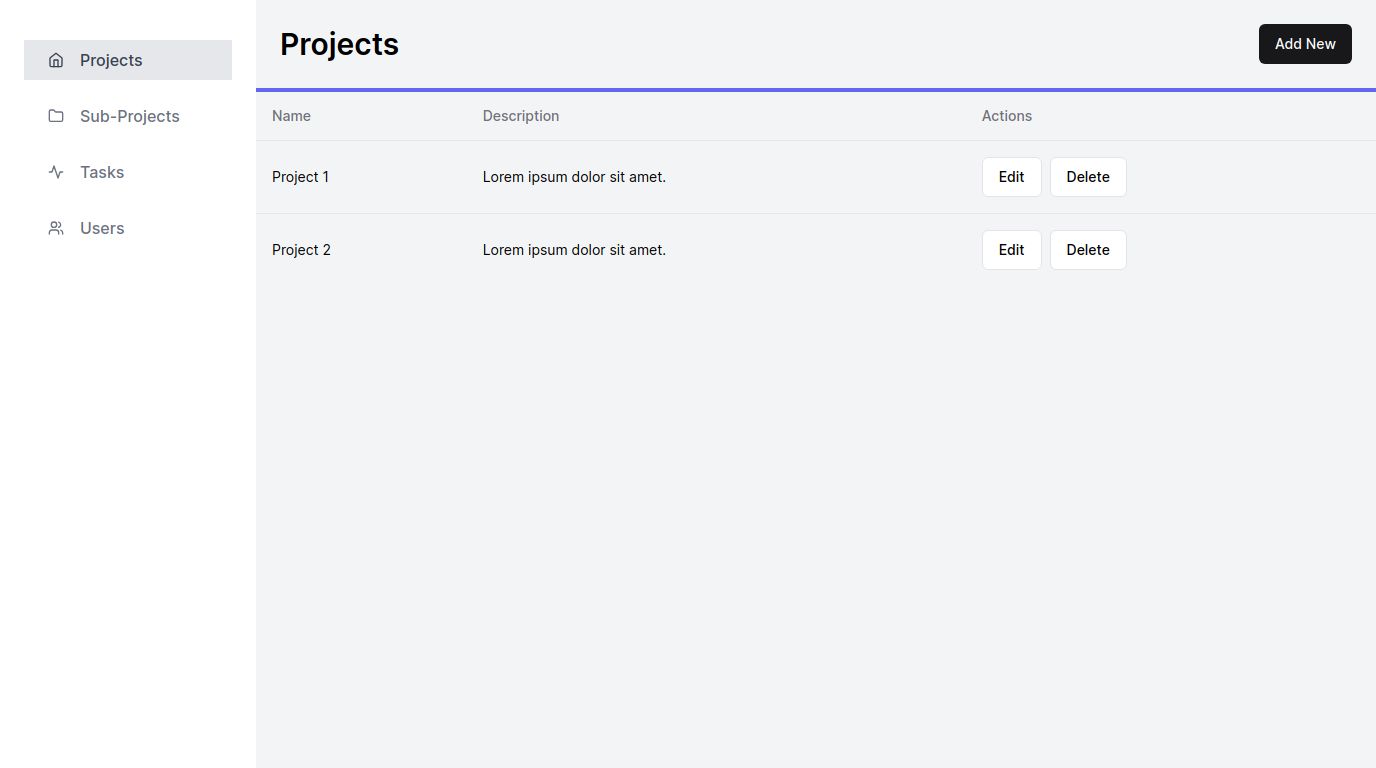 Projects
Sub-Projects
Tasks
Users
Projects
Add New
Name Description Actions
Project 1 Lorem ipsum dolor sit amet. Edit Delete
Project 2 Lorem ipsum dolor sit amet. Edit Delete